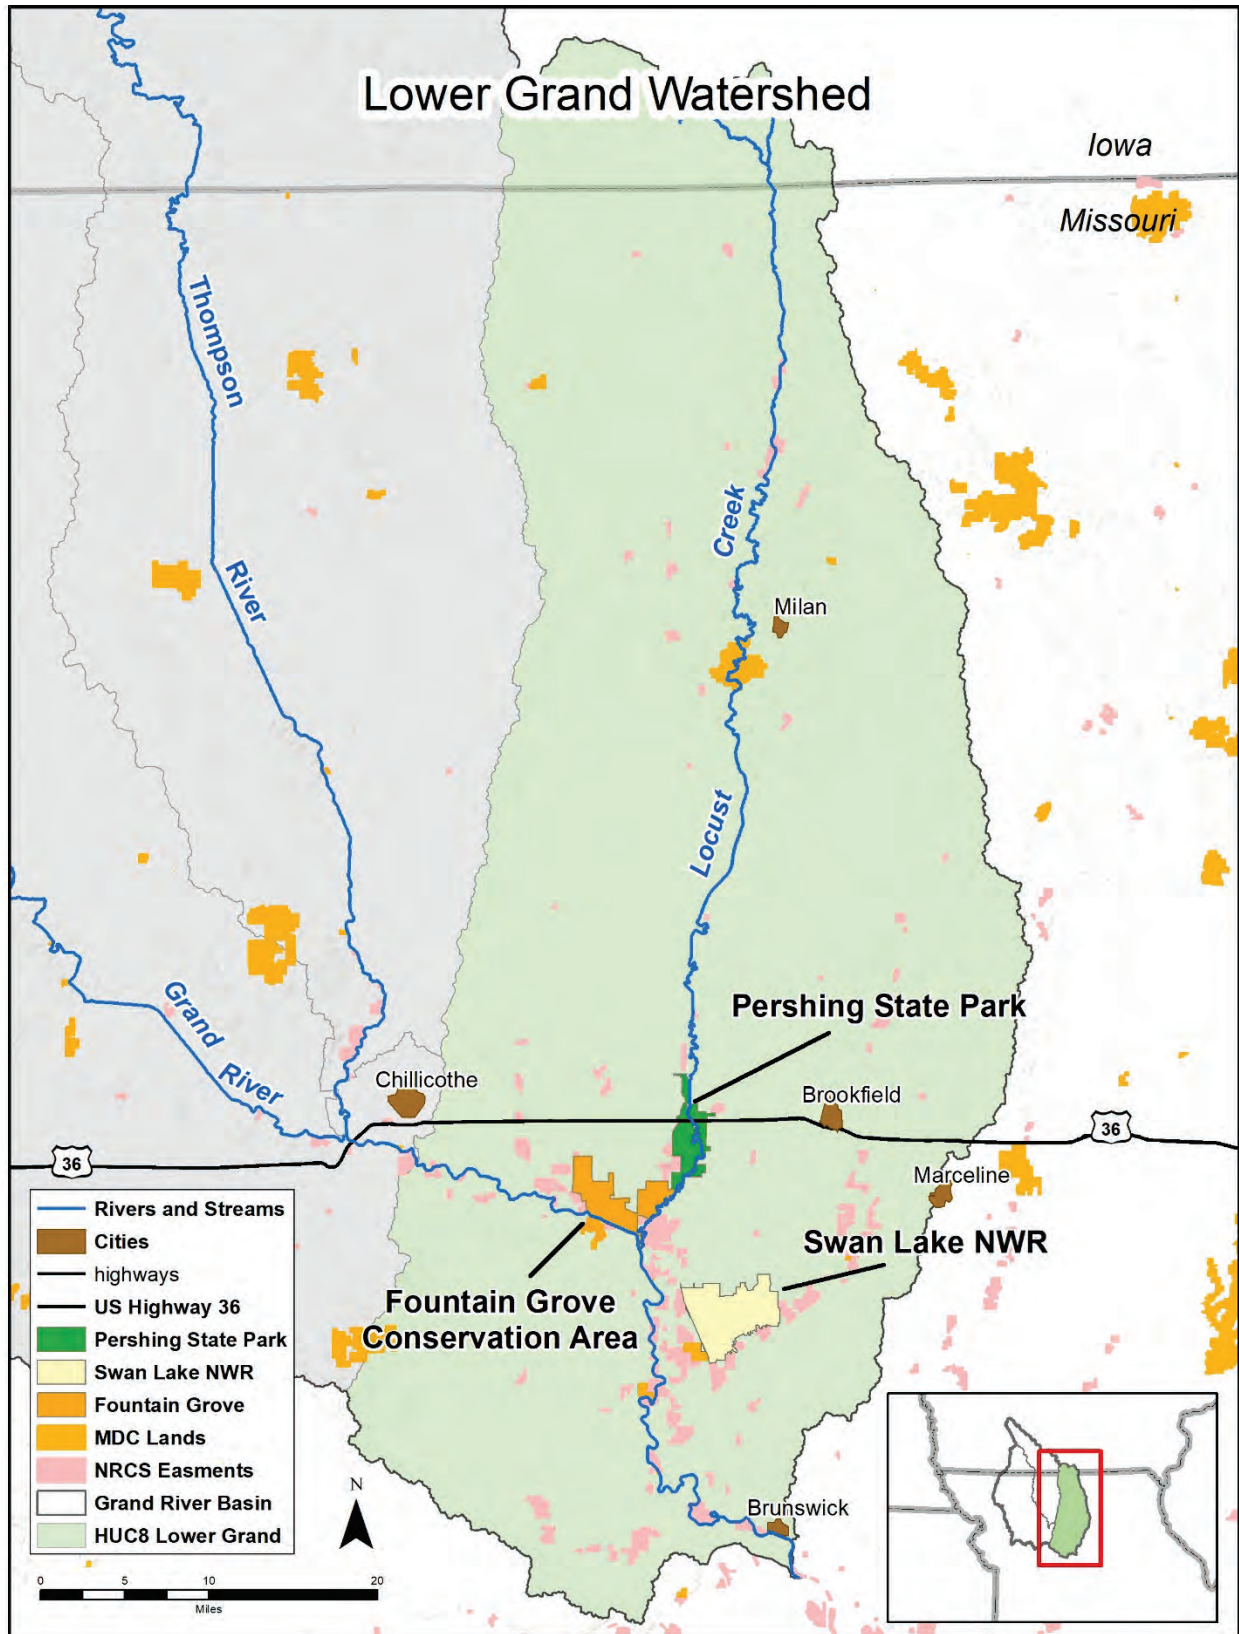 Lower Grand Watershed
Iowa
Missouri
Thompson
River
Creek
Milan
Locust
Grand
River
Pershing State Park
Chillicothe
Brookfield
36
36
Marceline
Swan Lake NWR
Fountain Grove
Conservation Area
Rivers and Streams
Cities
highways
US Highway 36
Pershing State Park
Swan Lake NWR
Fountain Grove
MDC Lands
NRCS Easments
Grand River Basin
HUC8 Lower Grand
N
Brunswick
0 5 10 20
Miles